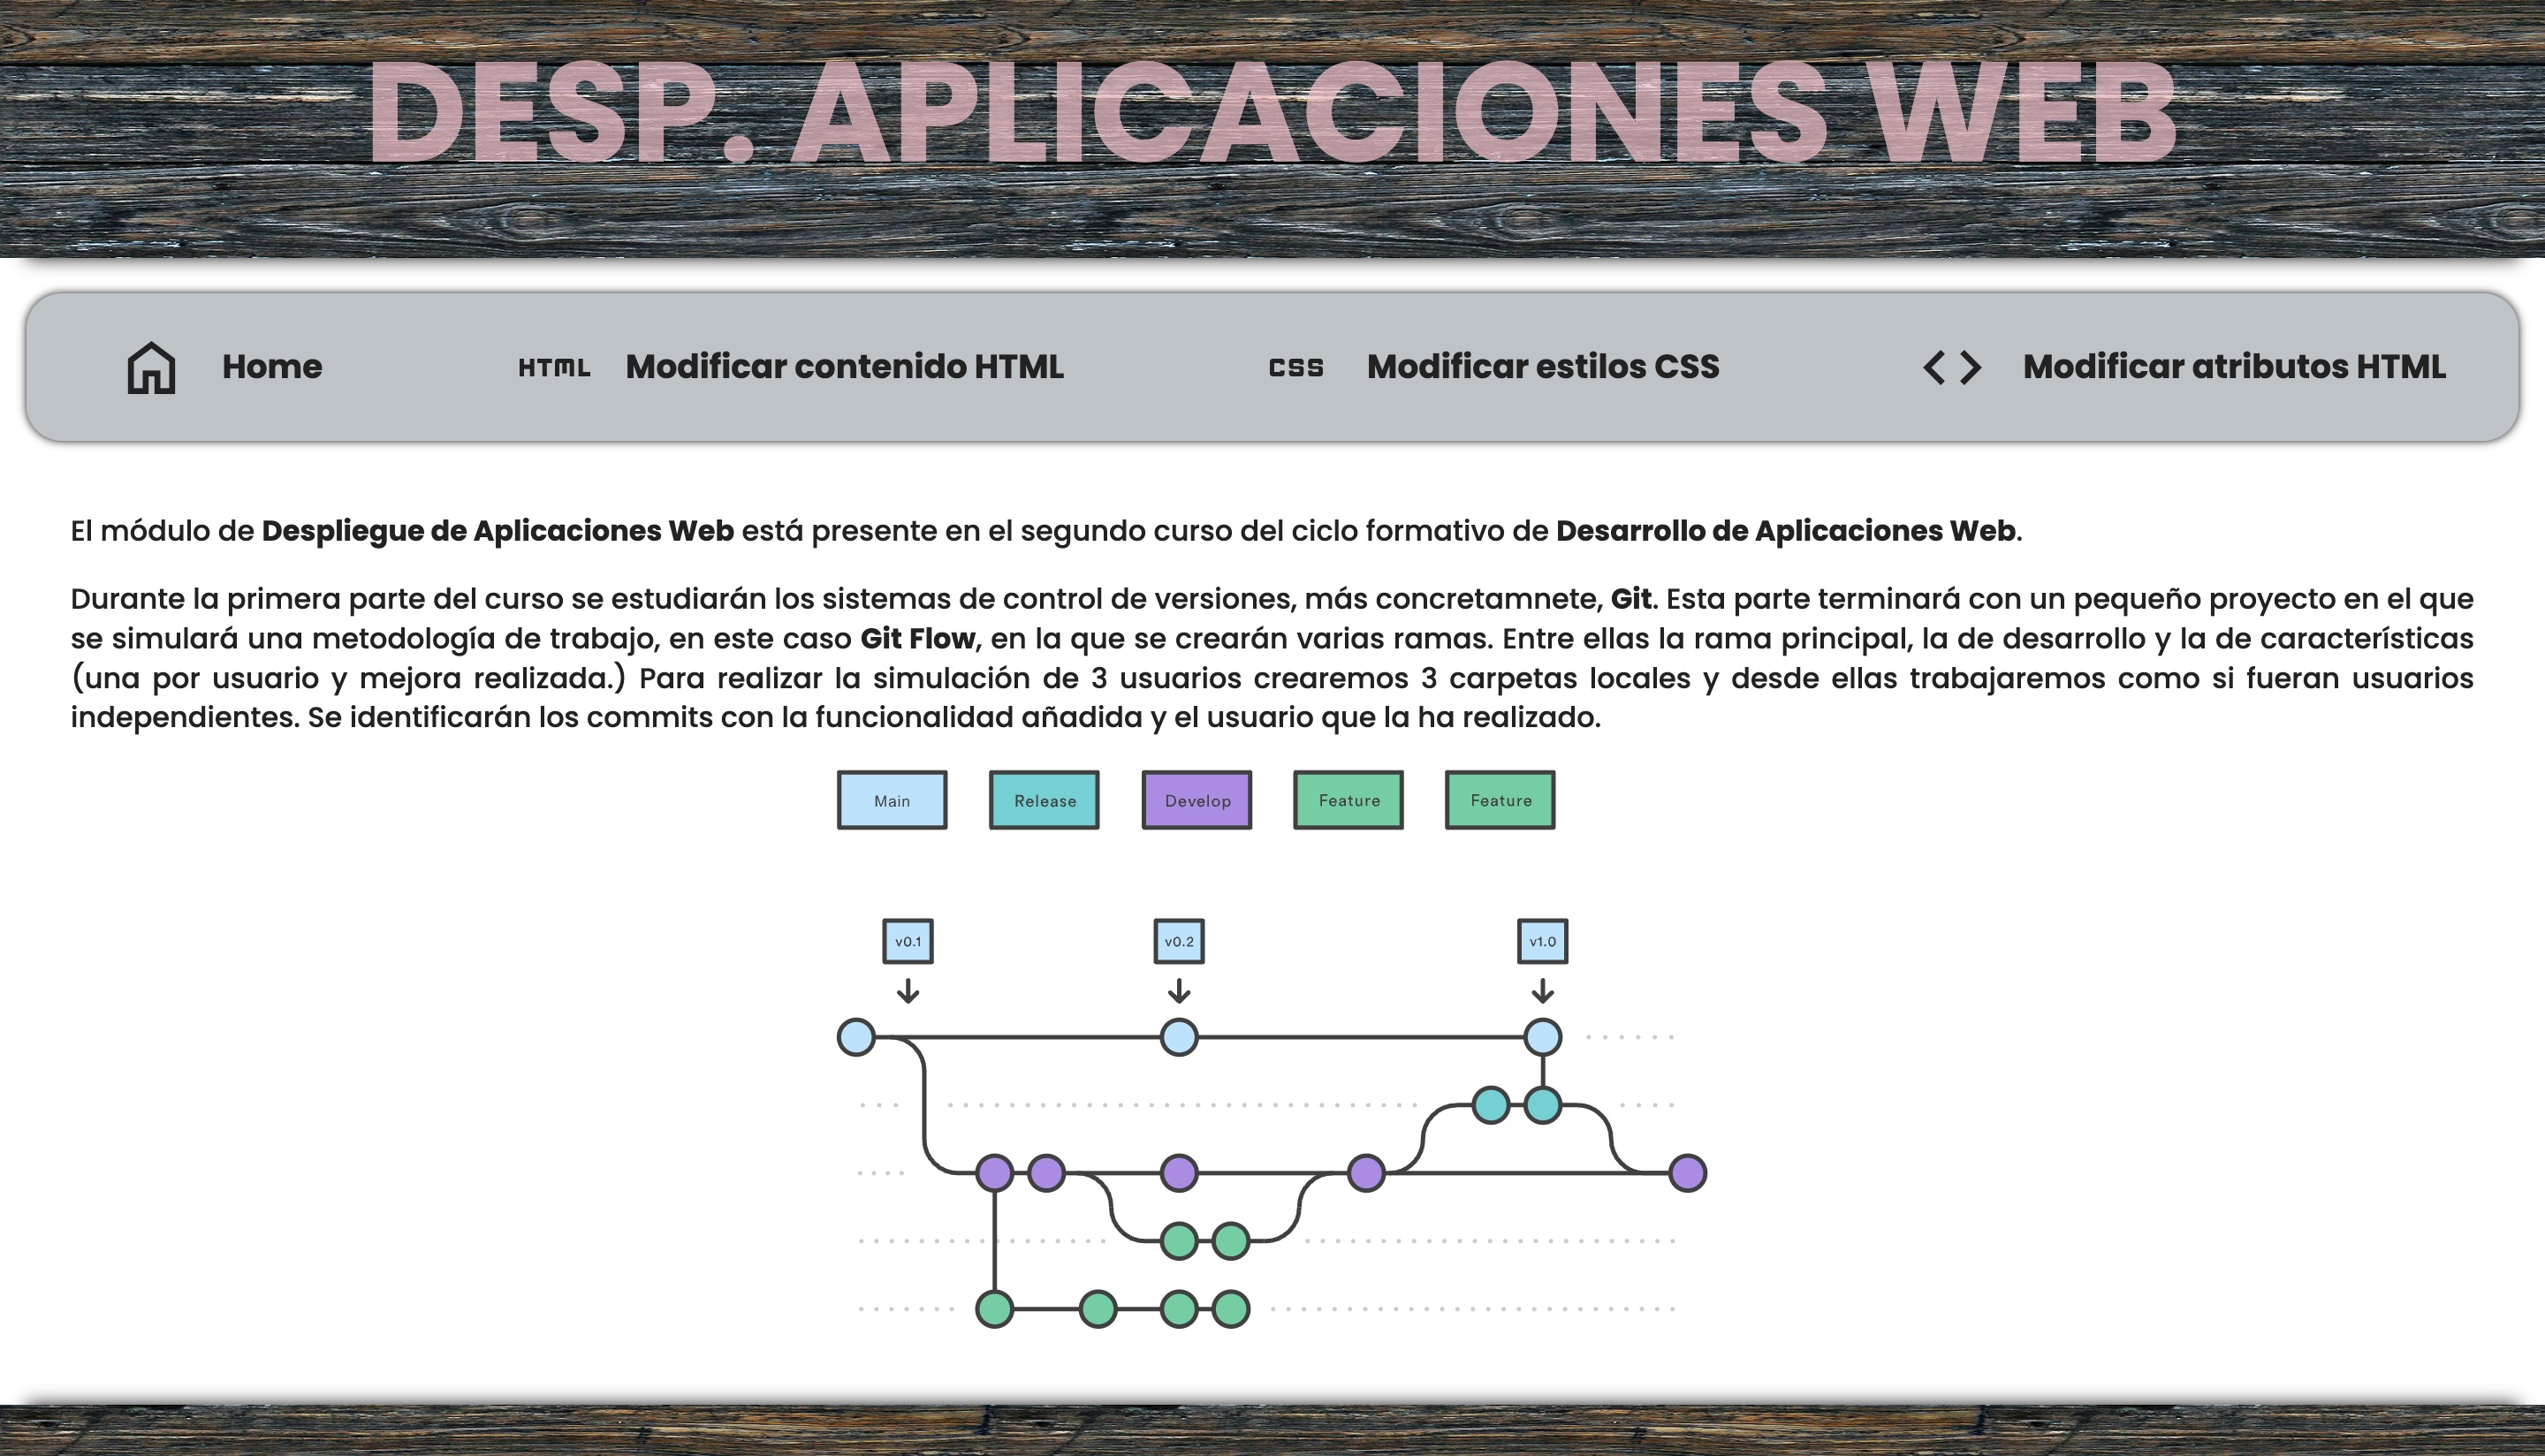 DESP. APLICACIONES WEB
Home
HTML Modificar contenido HTML
CSS Modificar estilos CSS
< > Modificar atributos HTML
El módulo de Despliegue de Aplicaciones Web está presente en el segundo curso del ciclo formativo de Desarrollo de Aplicaciones Web.
Durante la primera parte del curso se estudiarán los sistemas de control de versiones, más concretamnete, Git. Esta parte terminará con un pequeño proyecto en el que
se simulará una metodología de trabajo, en este caso Git Flow, en la que se crearán varias ramas. Entre ellas la rama principal, la de desarrollo y la de características
(una por usuario y mejora realizada.) Para realizar la simulación de 3 usuarios crearemos 3 carpetas locales y desde ellas trabajaremos como si fueran usuarios
independientes. Se identificarán los commits con la funcionalidad añadida y el usuario que la ha realizado.
Main
Release
Develop
Feature
Feature
v0.1
v0.2
v1.0